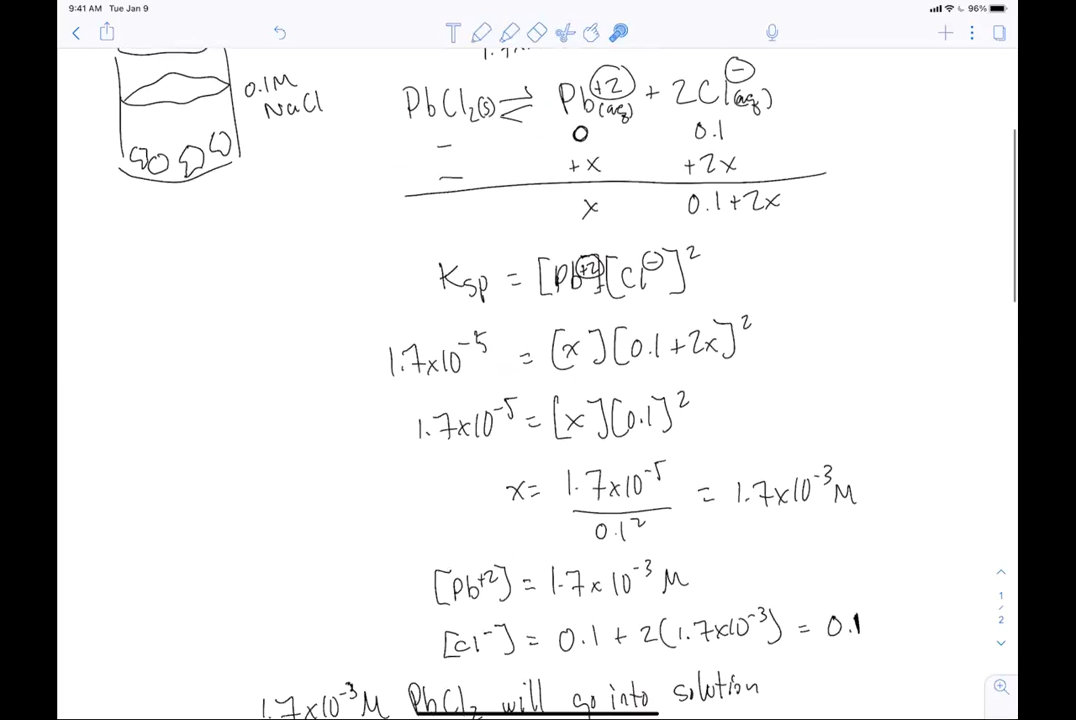 9:41 AM Tue Jan 9
96%
T
0.1M
NaCl
PbCl₂(s) ⇌ Pb⁺²(aq) + 2Cl⁻(aq)
− 0 0.1
− +x +2x
x 0.1+2x
Ksp = [Pb⁺²][Cl⁻]²
1.7x10⁻⁵ = [x][0.1+2x]²
1.7x10⁻⁵ = [x][0.1]²
x= 1.7x10⁻⁵ / 0.1² = 1.7x10⁻³ M
[Pb⁺²] = 1.7x10⁻³ M
[Cl⁻] = 0.1 + 2(1.7x10⁻³) = 0.1
1.7x10⁻³ M PbCl₂ will go into solution
1
/
2